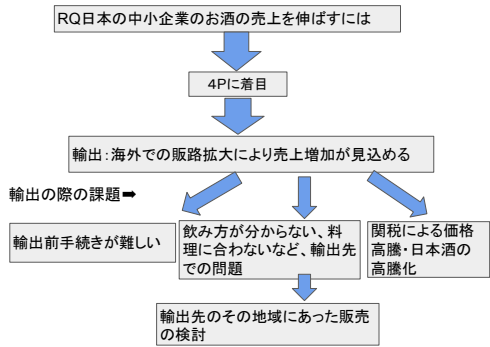 RQ日本の中小企業のお酒の売上を伸ばすには
4Pに着目
輸出：海外での販路拡大により売上増加が見込める
輸出の際の課題➡
輸出前手続きが難しい
飲み方が分からない、料
理に合わないなど、輸出先
での問題
関税による価格
高騰・日本酒の
高騰化
輸出先のその地域にあった販売
の検討